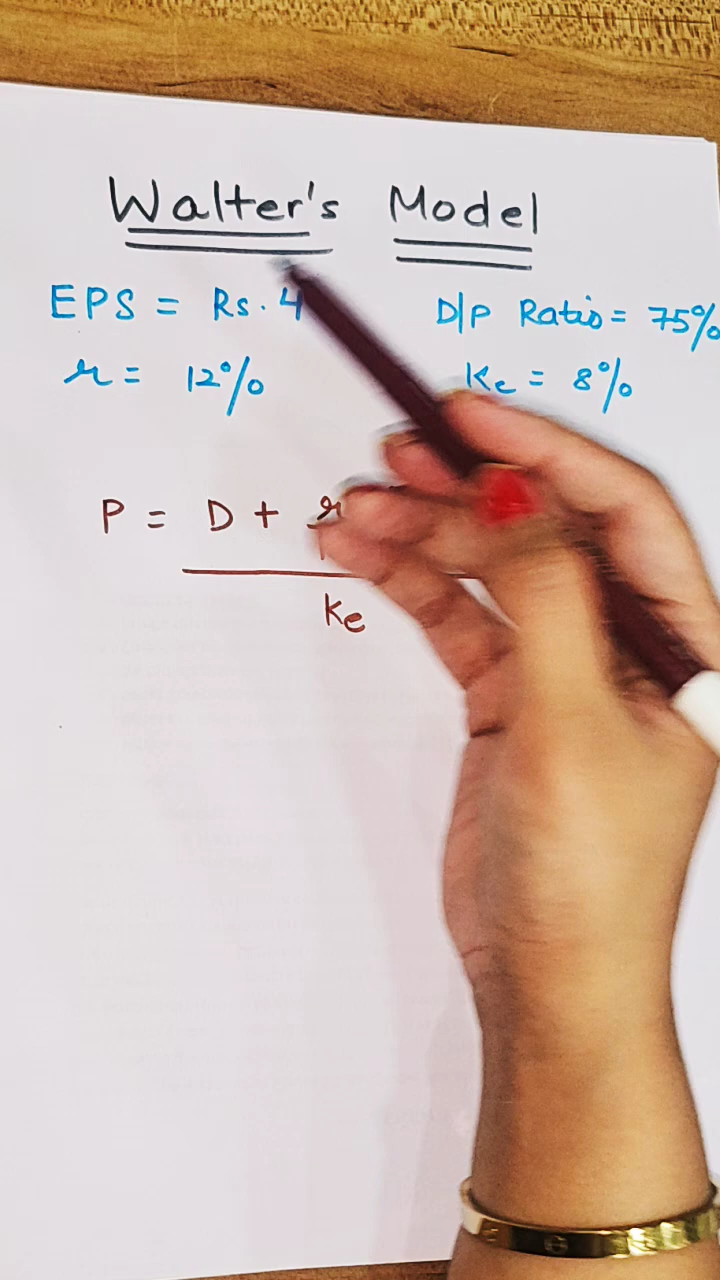 Walter's Model
EPS = Rs. 4 D/P Ratio = 75%
r = 12% Ke = 8%
P = D + r
Ke